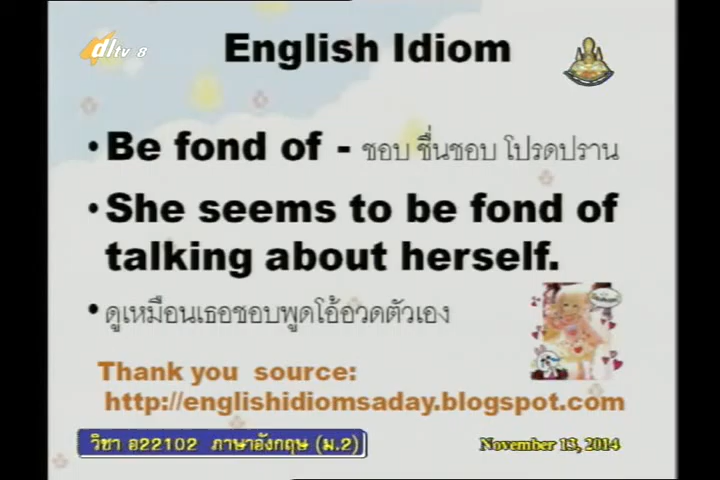 dltv 8
English Idiom
• Be fond of - ชอบ ชื่นชอบ โปรดปราน
• She seems to be fond of
talking about herself.
• ดูเหมือนเธอชอบพูดโอ้อวดตัวเอง
Thank you source:
http://englishidiomsaday.blogspot.com
วิชา อ22102 ภาษาอังกฤษ (ม.2)
November 13, 2014